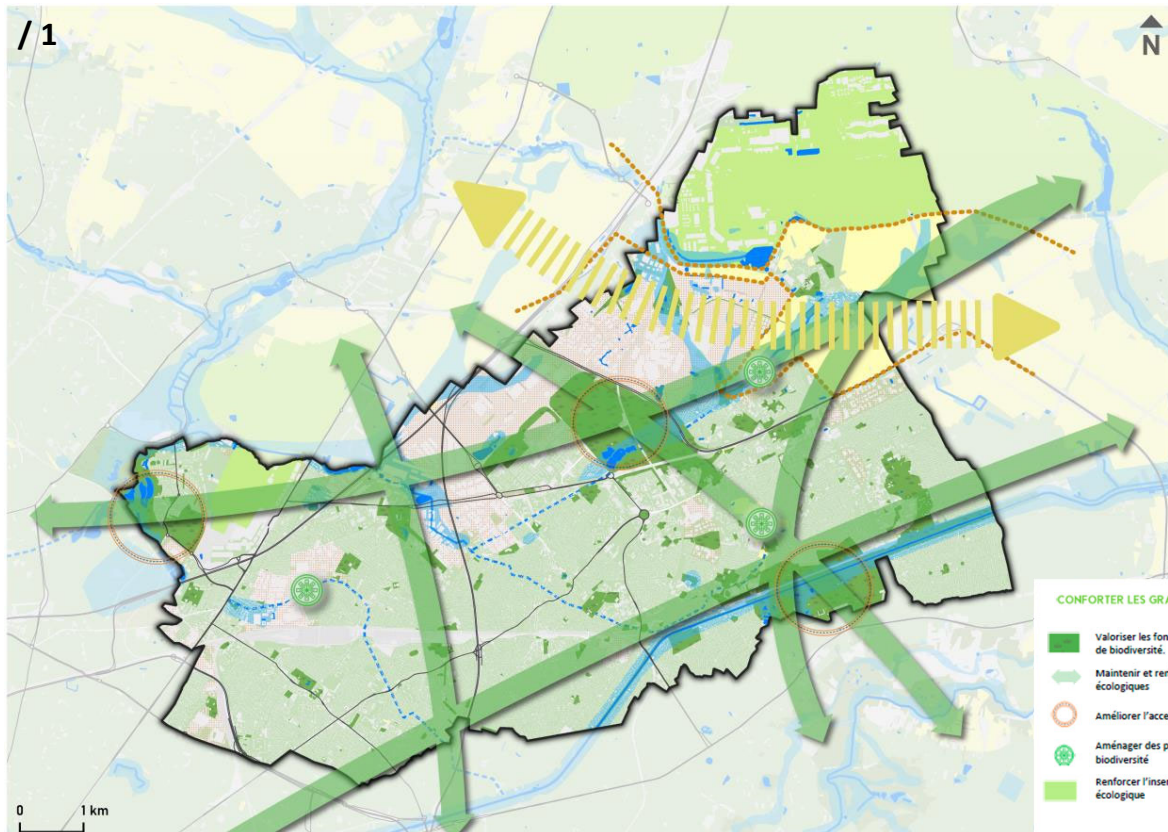 / 1
N
CONFORTER LES GRA
Valoriser les fon
de biodiversité.
Maintenir et ren
écologiques
Améliorer l'acce
Aménager des p
biodiversité
Renforcer l'inser
écologique
0 1 km